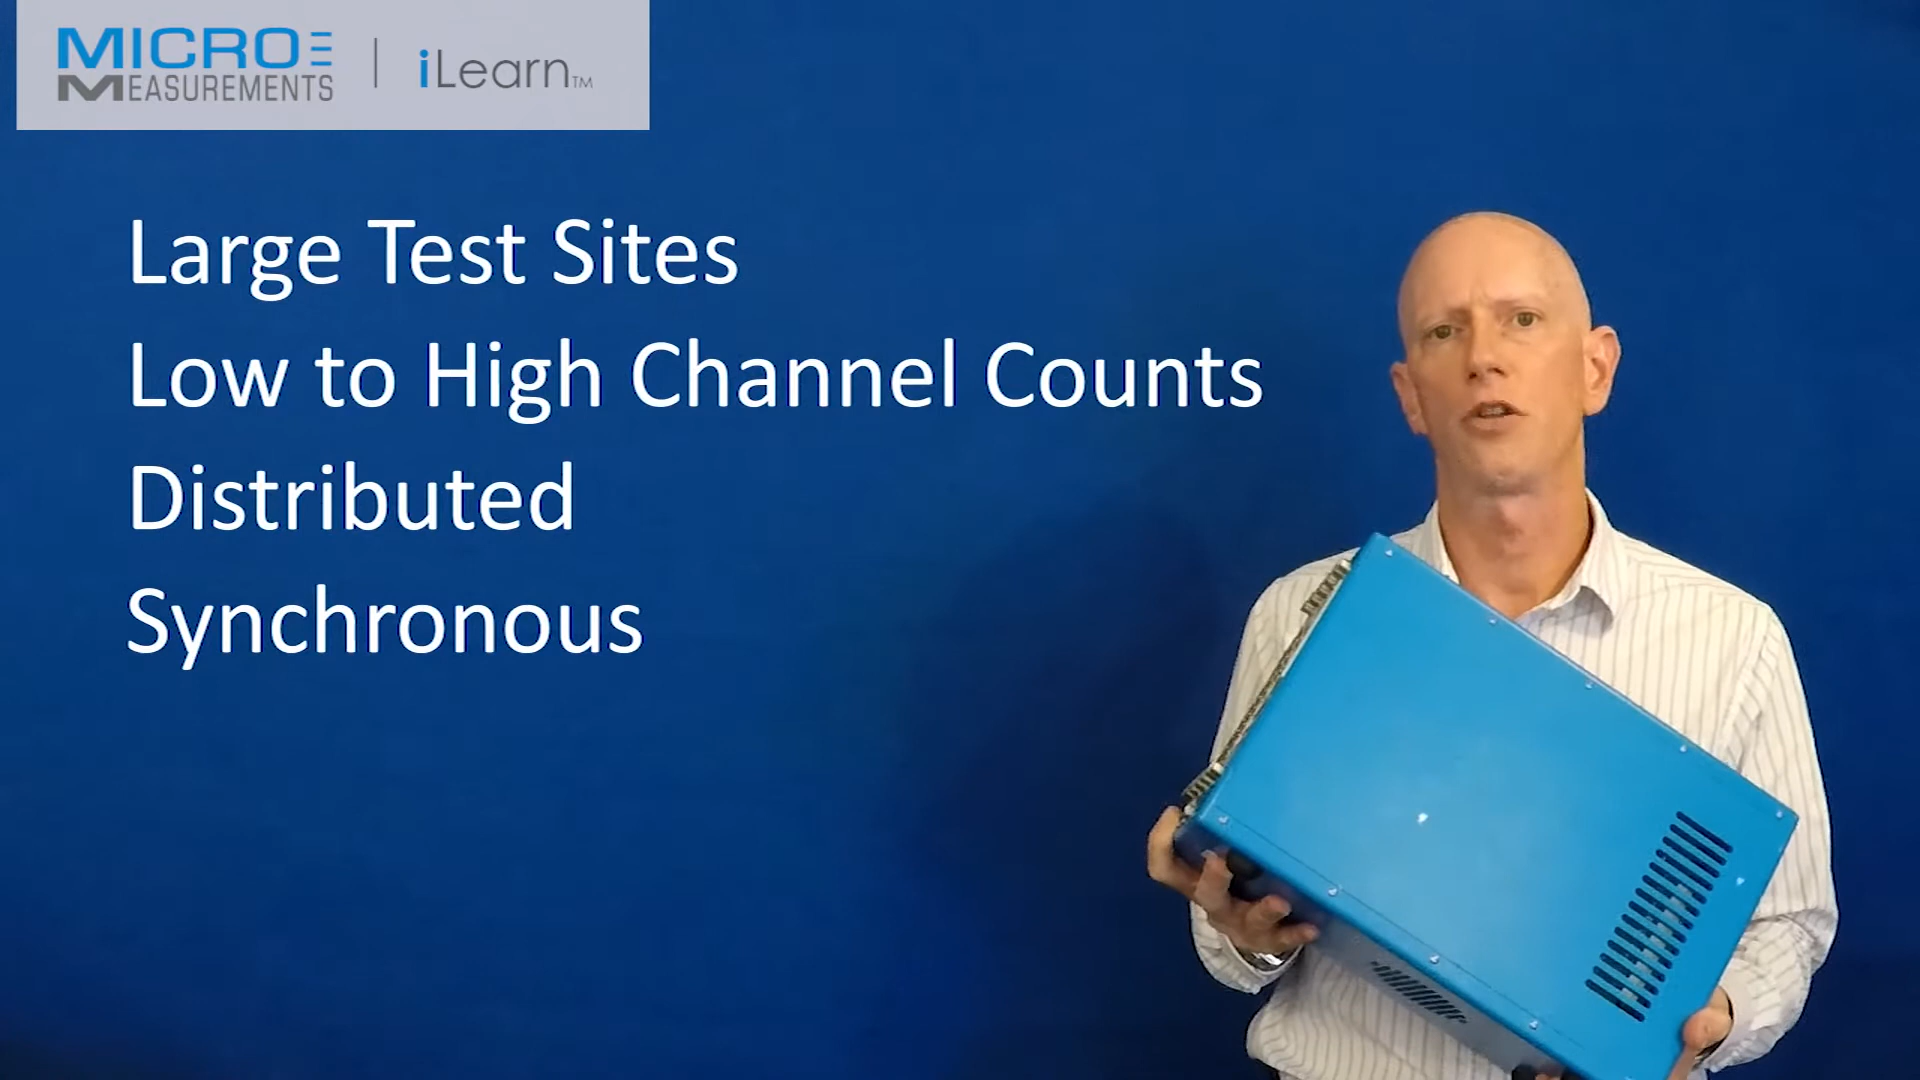 MICRO
MEASUREMENTS
iLearn™
Large Test Sites
Low to High Channel Counts
Distributed
Synchronous